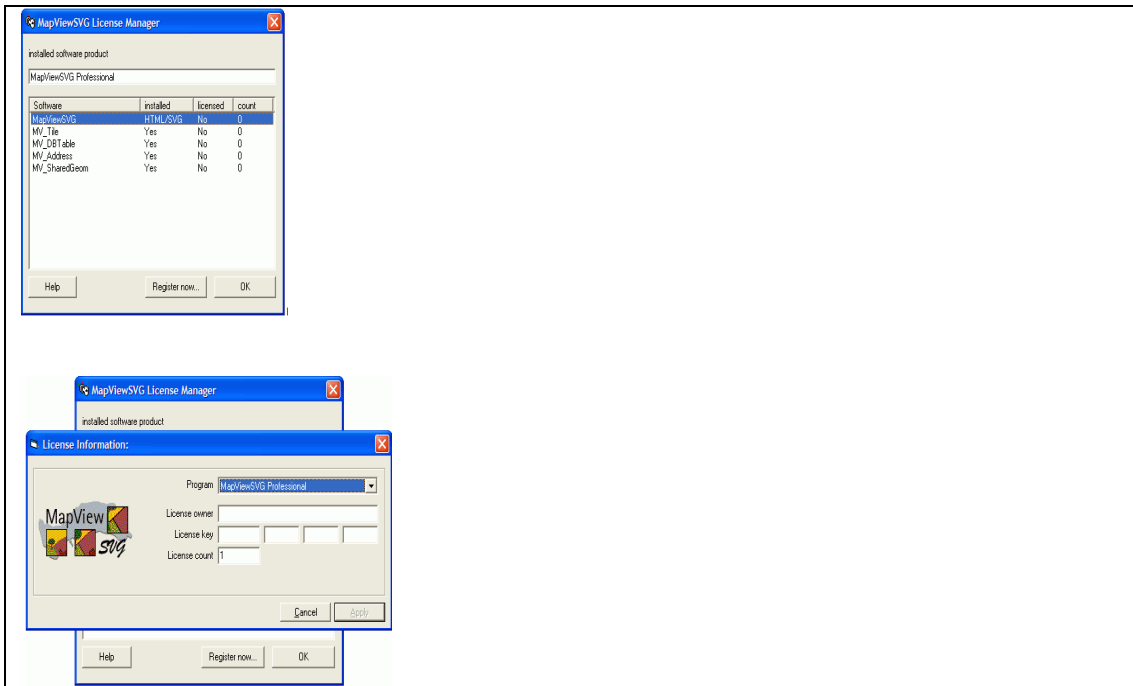 MapViewSVG License Manager
installed software product
MapViewSVG Professional
Software installed licensed count
MapViewSVG HTML/SVG No 0
MV_Tile Yes No 0
MV_DBTable Yes No 0
MV_Address Yes No 0
MV_SharedGeom Yes No 0
Help Register now... OK
MapViewSVG License Manager
installed software product
License Information:
Program MapViewSVG Professional
MapView
SVG
License owner
License key
License count 1
Cancel Apply
Help Register now... OK